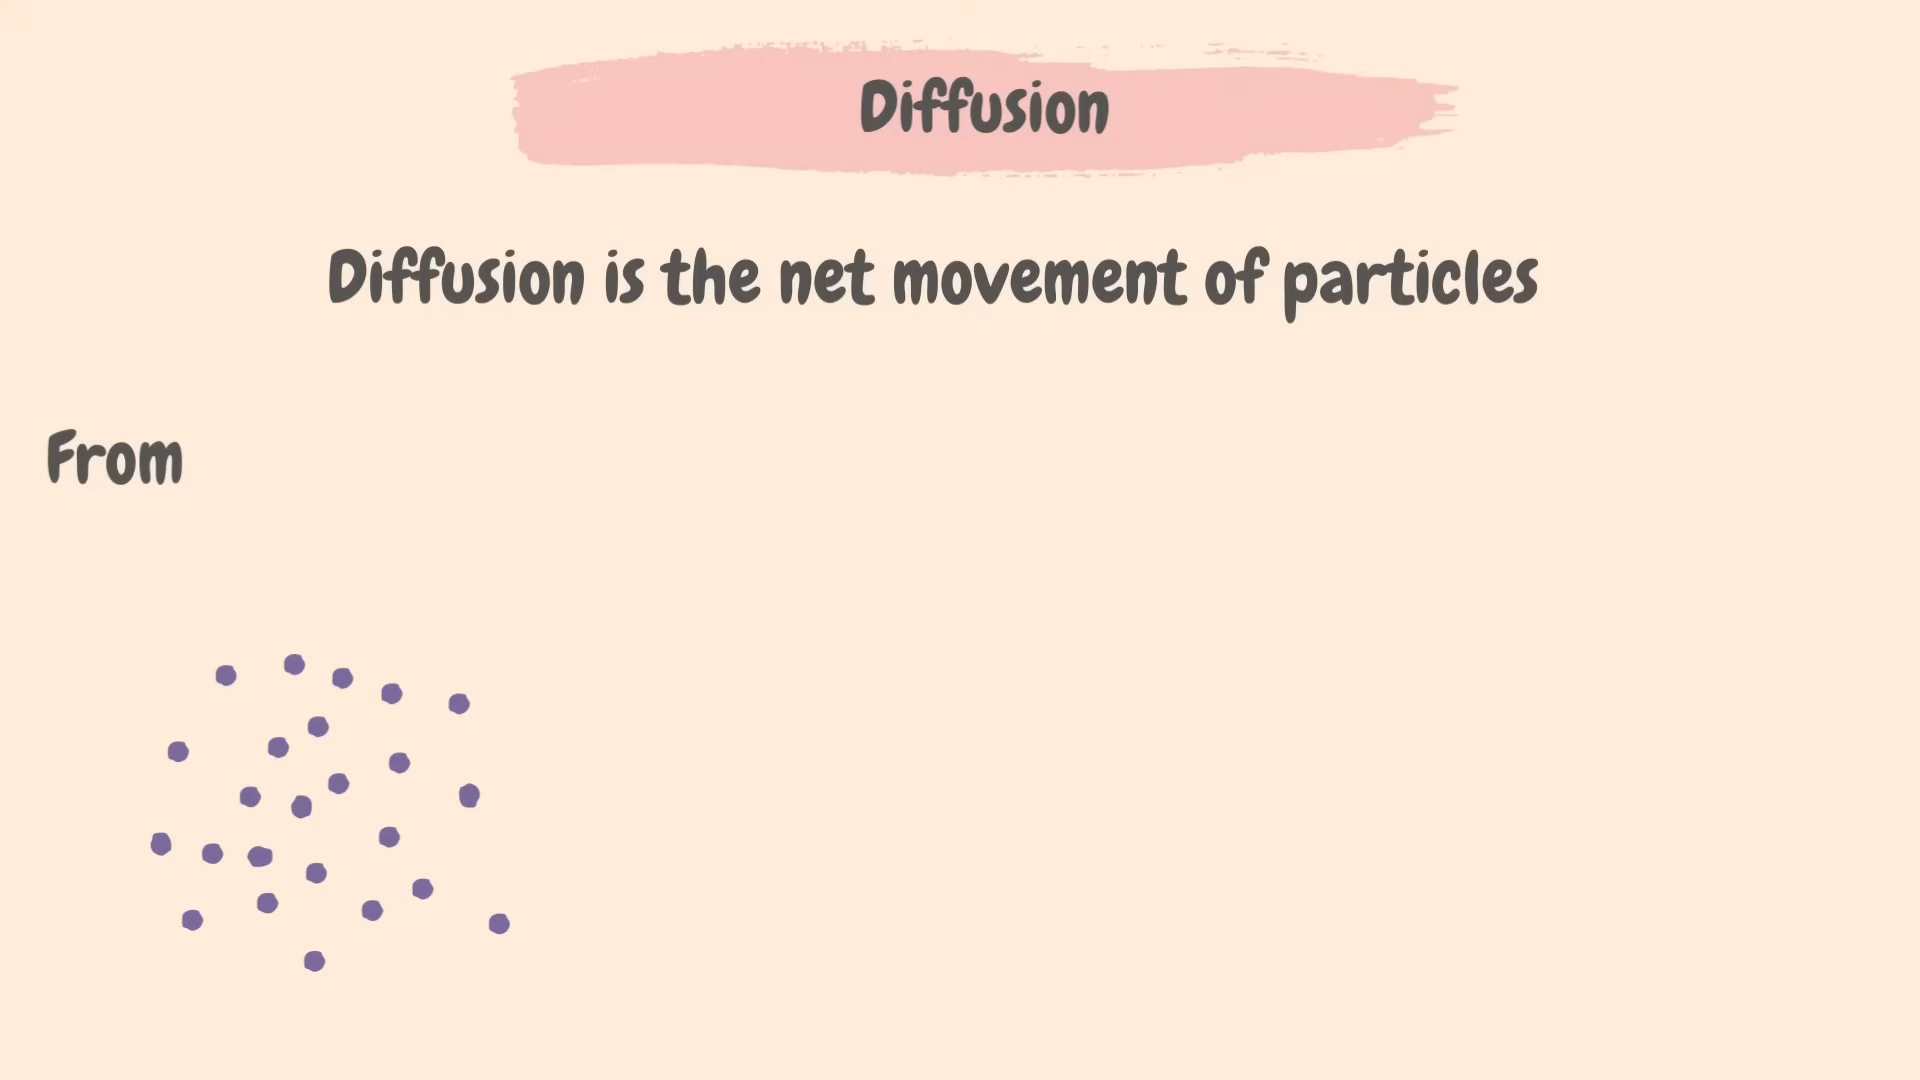 Diffusion
Diffusion is the net movement of particles
From